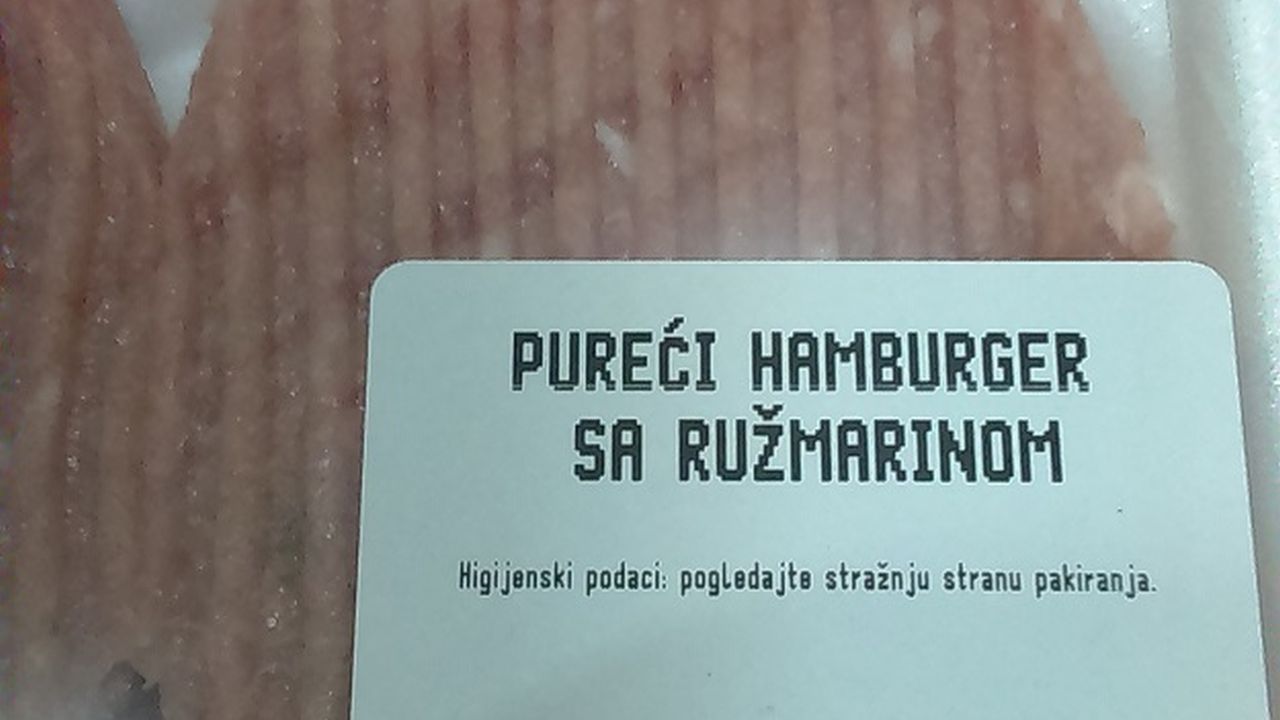 PUREĆI HAMBURGER
SA RUŽMARINOM
Higijenski podaci: pogledajte stražnju stranu pakiranja.